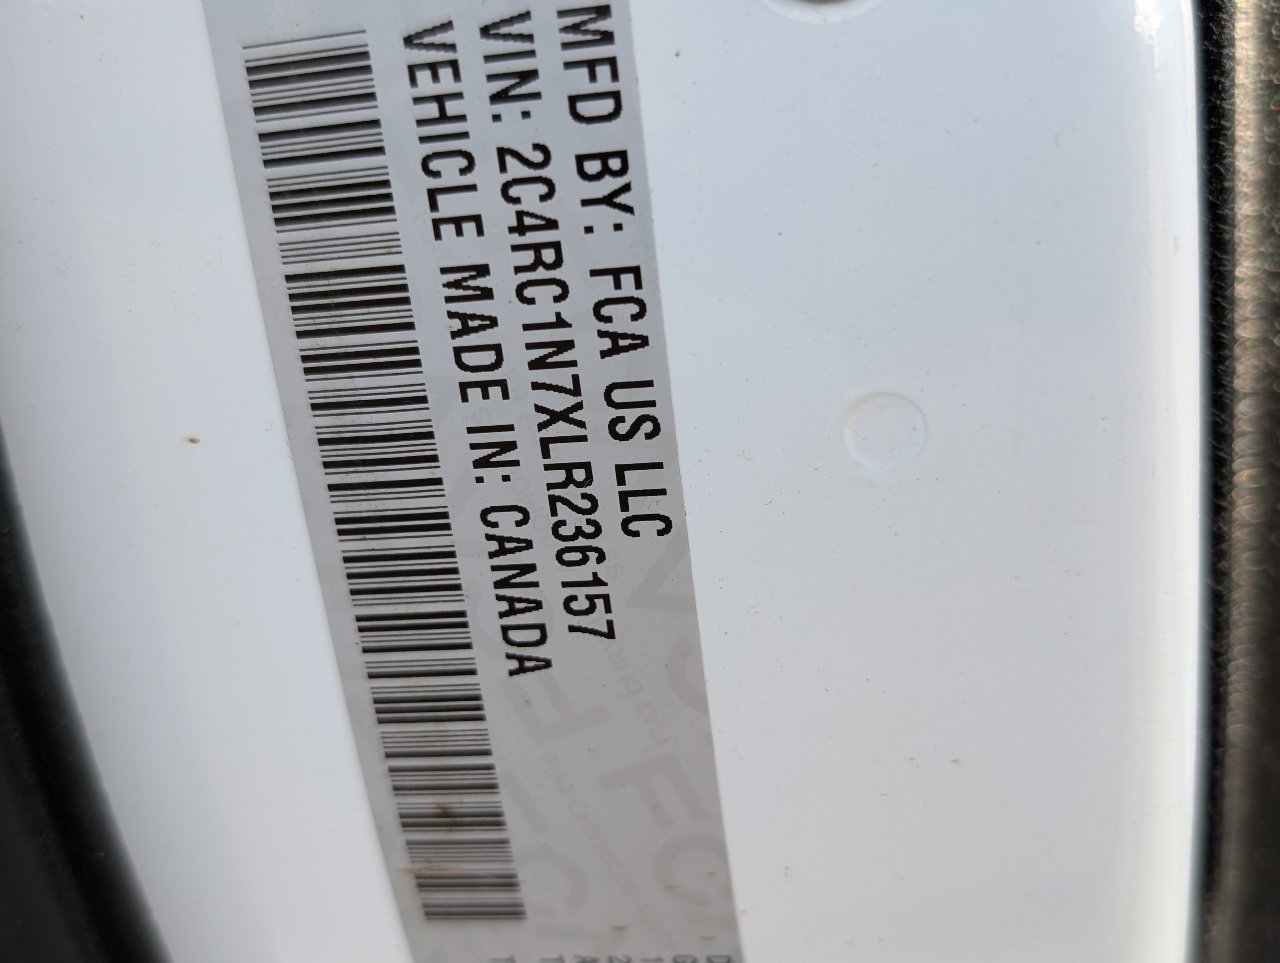 MFD BY: FCA US LLC
VIN: 2C4RC1N7XLR236157
VEHICLE MADE IN: CANADA